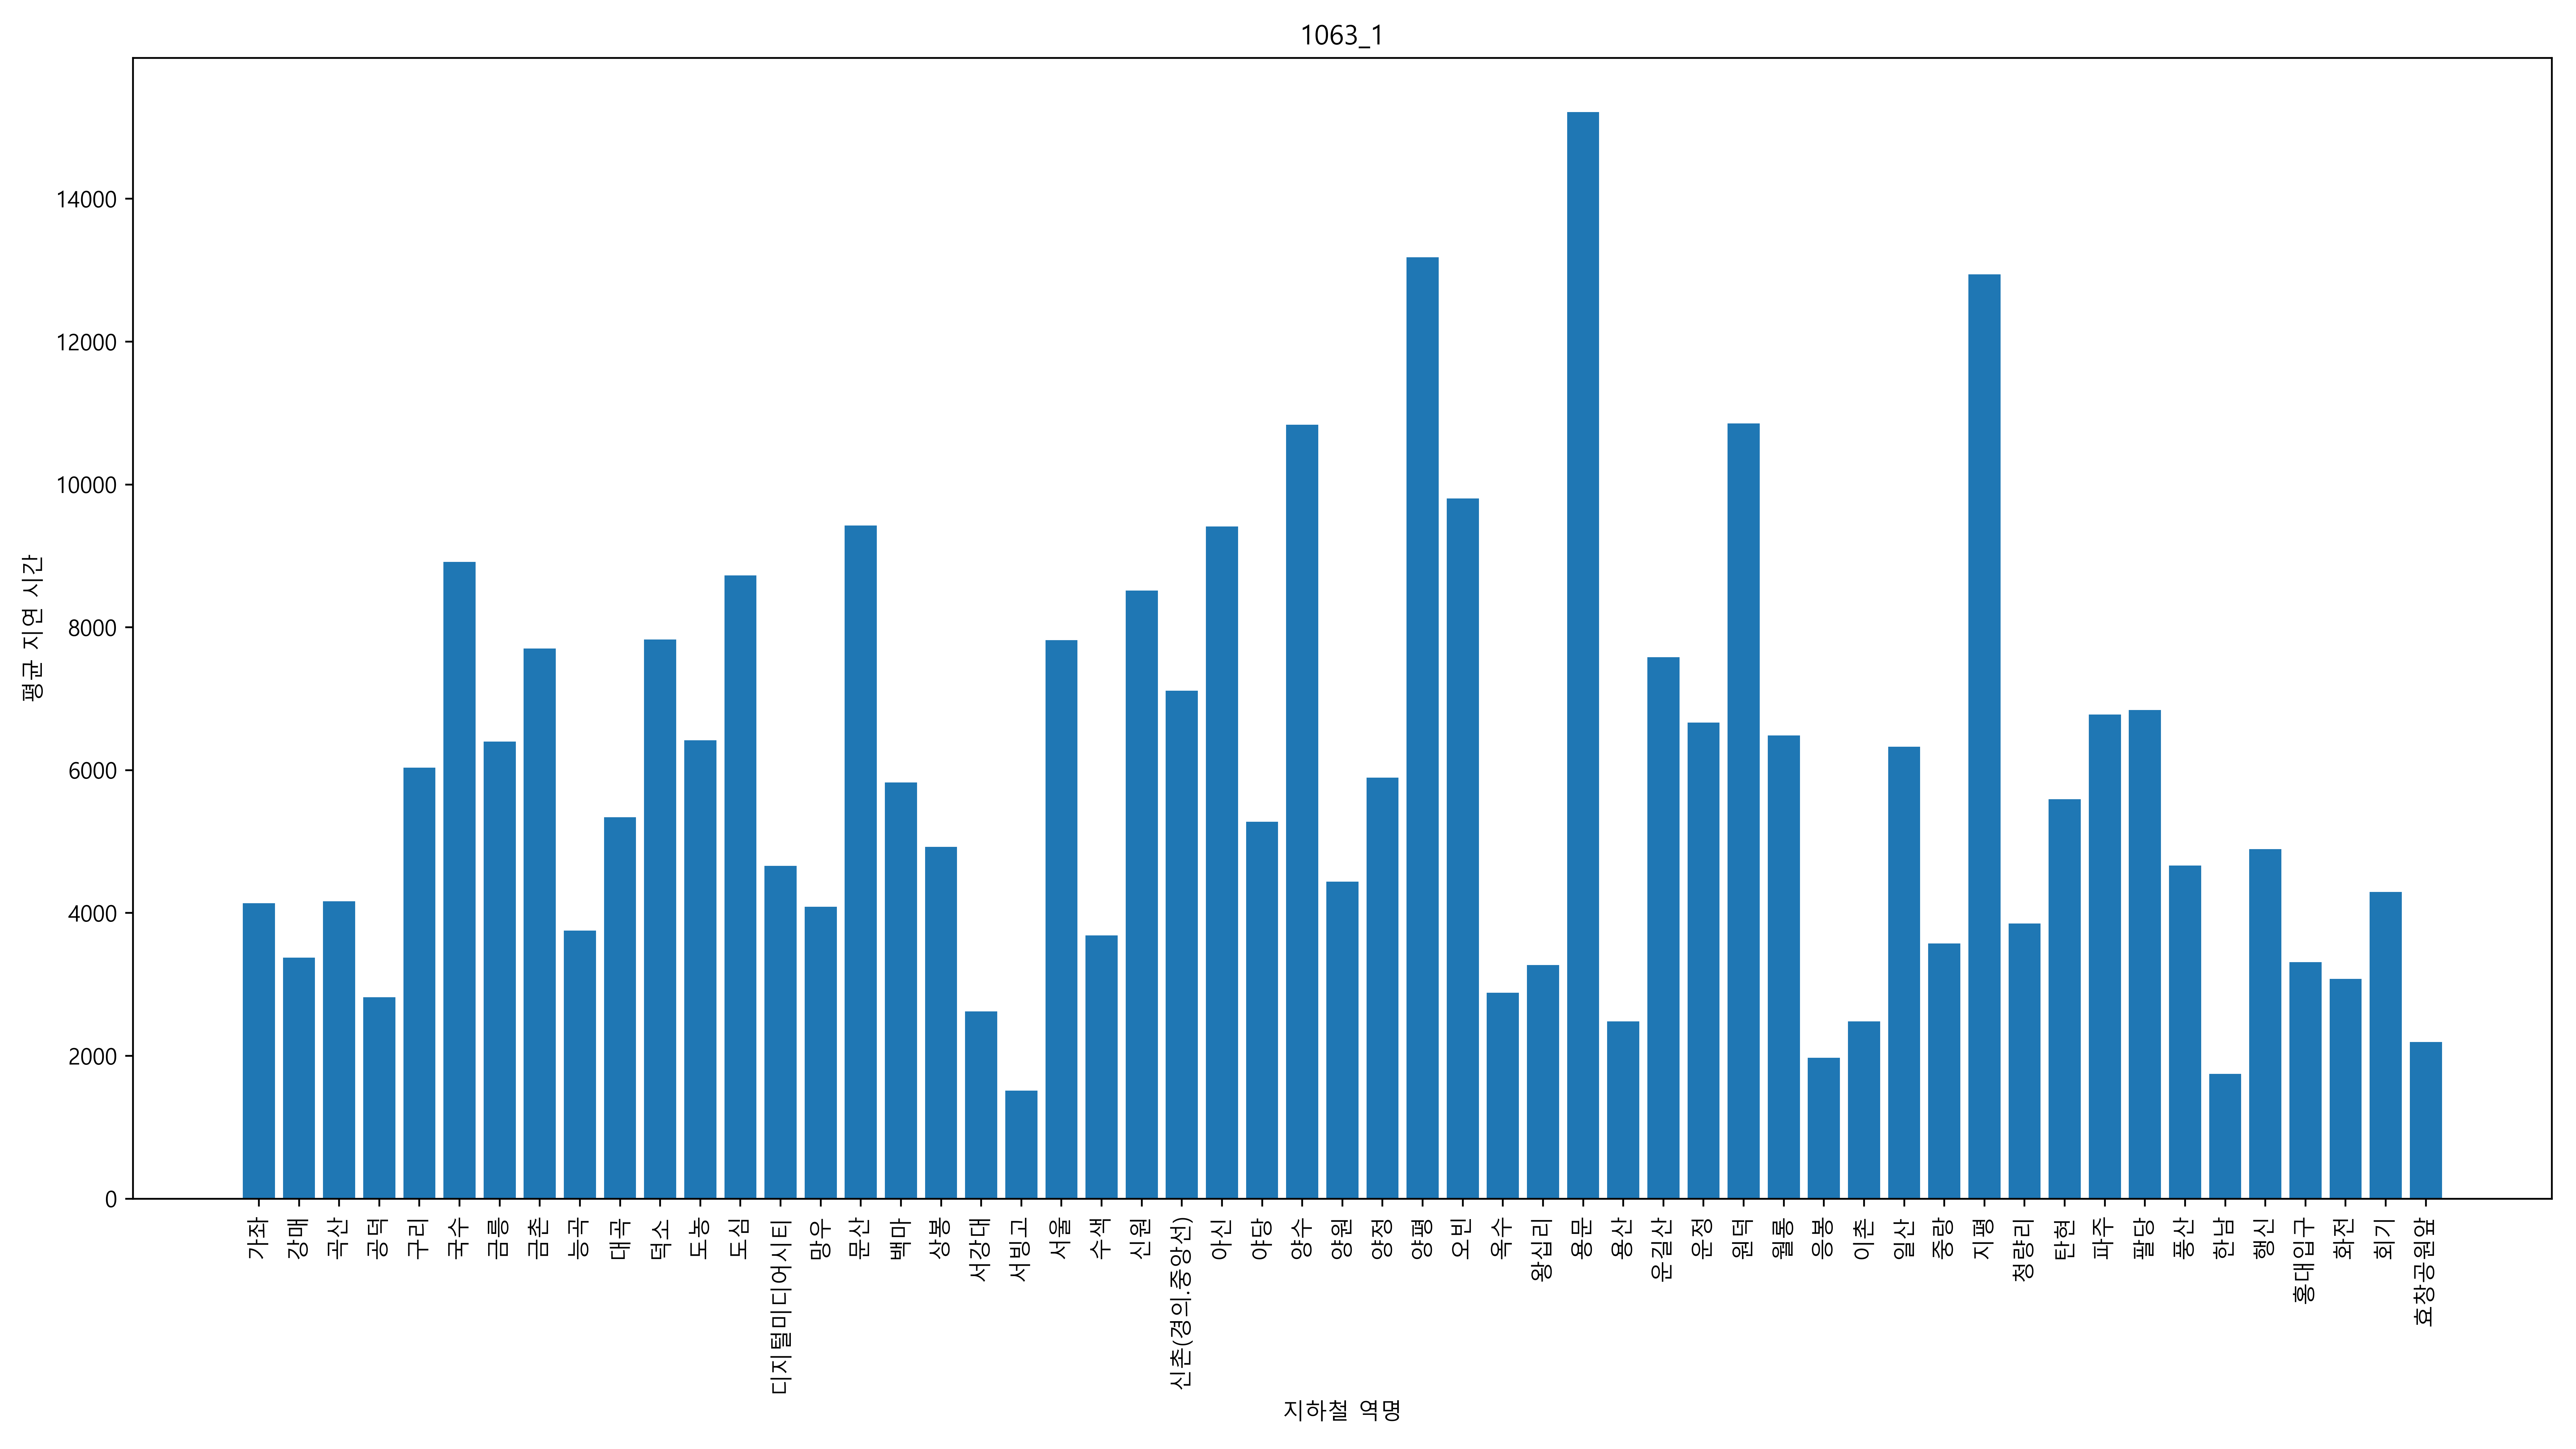 1063_1
평균 지연 시간
14000
12000
10000
8000
6000
4000
2000
0
가좌
강매
곡산
공덕
구리
국수
금릉
금촌
능곡
대곡
덕소
도농
도심
디지털미디어시티
망우
문산
백마
상봉
서강대
서빙고
서울
수색
신원
신촌(경의.중앙선)
아신
야당
양수
양원
양정
양평
오빈
옥수
왕십리
용문
용산
운길산
운정
원덕
월롱
응봉
이촌
일산
중랑
지평
청량리
탄현
파주
팔당
풍산
한남
행신
홍대입구
화전
회기
효창공원앞
지하철 역명